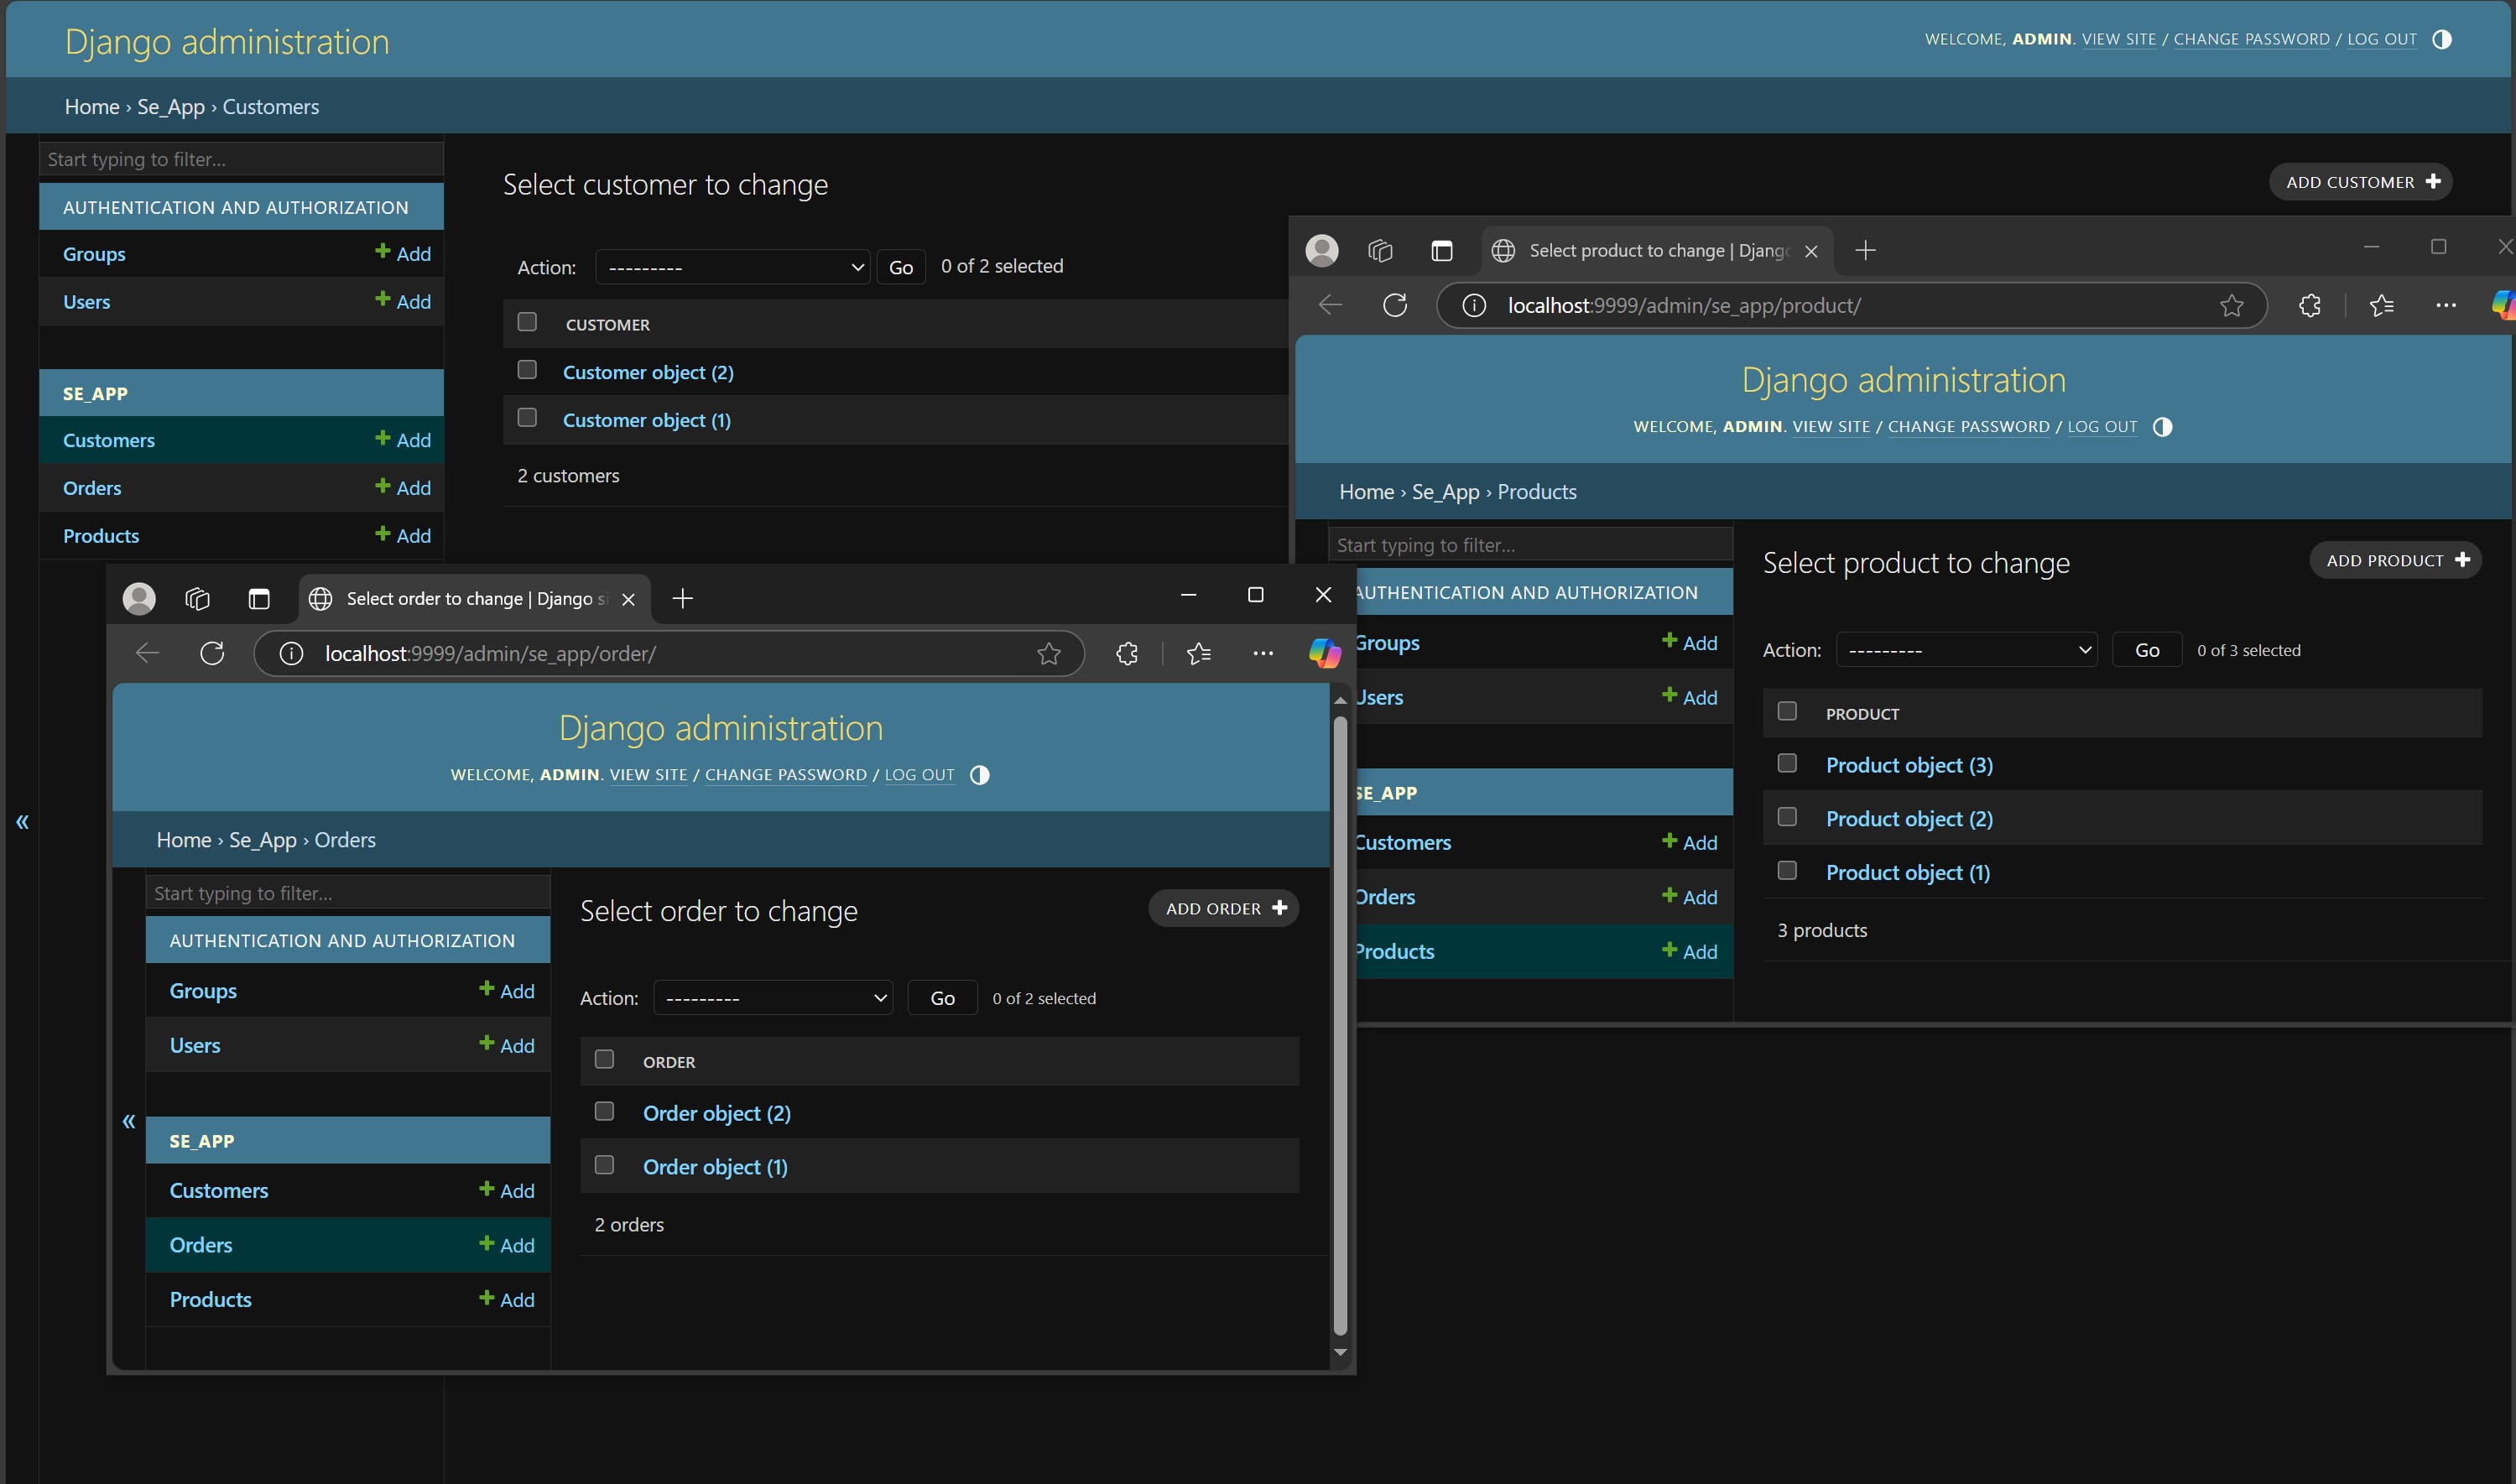 Django administration
WELCOME, ADMIN. VIEW SITE / CHANGE PASSWORD / LOG OUT
Home › Se_App › Customers
Start typing to filter...
AUTHENTICATION AND AUTHORIZATION
Groups + Add
Users + Add
SE_APP
Customers + Add
Orders + Add
Products + Add
«
Select customer to change
ADD CUSTOMER +
Action: --------- Go 0 of 2 selected
CUSTOMER
Customer object (2)
Customer object (1)
2 customers
Select product to change | Django
localhost:9999/admin/se_app/product/
Django administration
WELCOME, ADMIN. VIEW SITE / CHANGE PASSWORD / LOG OUT
Home › Se_App › Products
Start typing to filter...
AUTHENTICATION AND AUTHORIZATION
Groups + Add
Users + Add
SE_APP
Customers + Add
Orders + Add
Products + Add
Select product to change
ADD PRODUCT +
Action: --------- Go 0 of 3 selected
PRODUCT
Product object (3)
Product object (2)
Product object (1)
3 products
Select order to change | Django si
localhost:9999/admin/se_app/order/
Django administration
WELCOME, ADMIN. VIEW SITE / CHANGE PASSWORD / LOG OUT
Home › Se_App › Orders
Start typing to filter...
AUTHENTICATION AND AUTHORIZATION
Groups + Add
Users + Add
«
SE_APP
Customers + Add
Orders + Add
Products + Add
Select order to change
ADD ORDER +
Action: --------- Go 0 of 2 selected
ORDER
Order object (2)
Order object (1)
2 orders